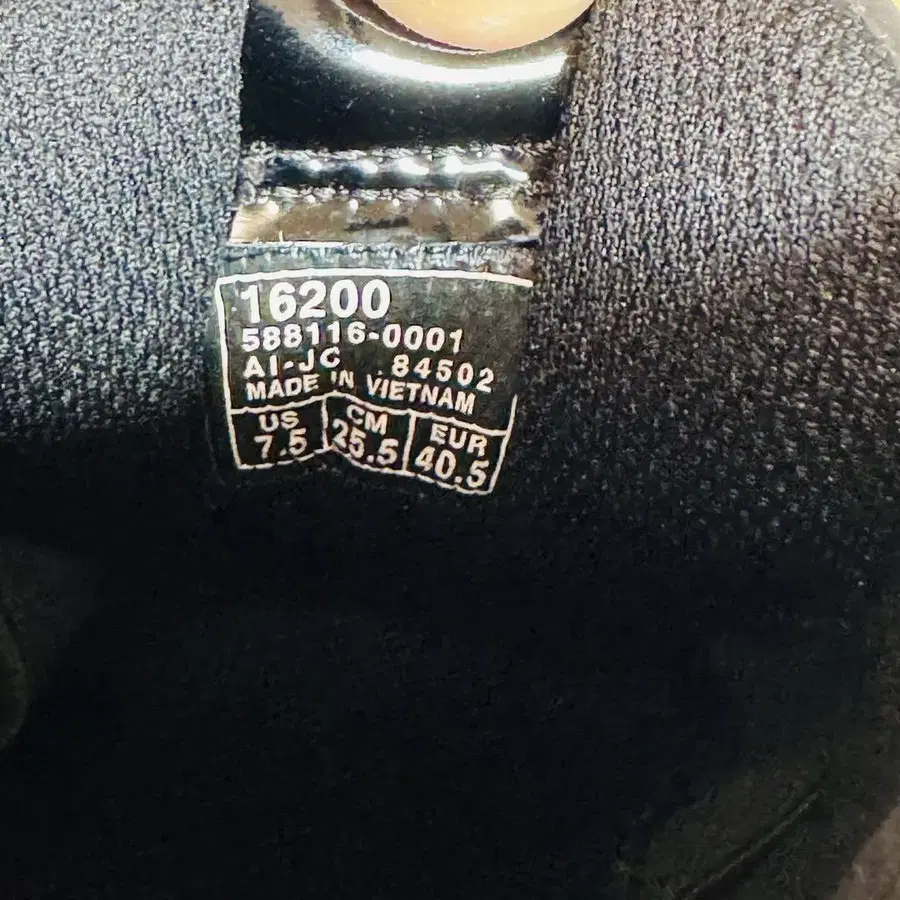 16200
588116-0001
AI-JC 84502
MADE IN VIETNAM
US CM EUR
7.5 25.5 40.5